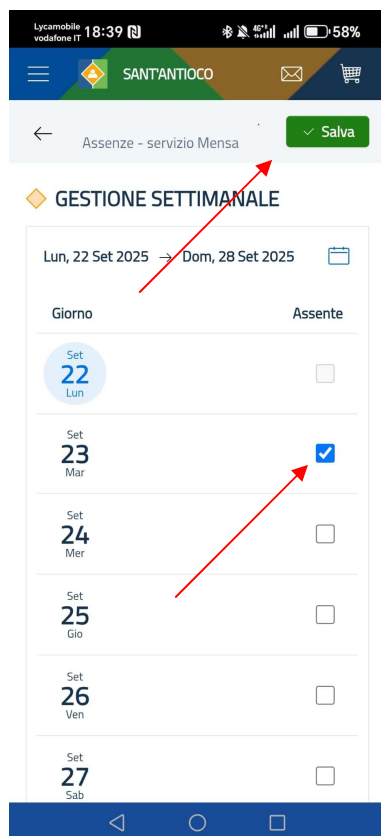 Lycamobile
vodafone IT 18:39 58%
SANT'ANTIOCO
Assenze - servizio Mensa
Salva
GESTIONE SETTIMANALE
Lun, 22 Set 2025 → Dom, 28 Set 2025
Giorno Assente
Set
22
Lun
Set
23
Mar
Set
24
Mer
Set
25
Gio
Set
26
Ven
Set
27
Sab